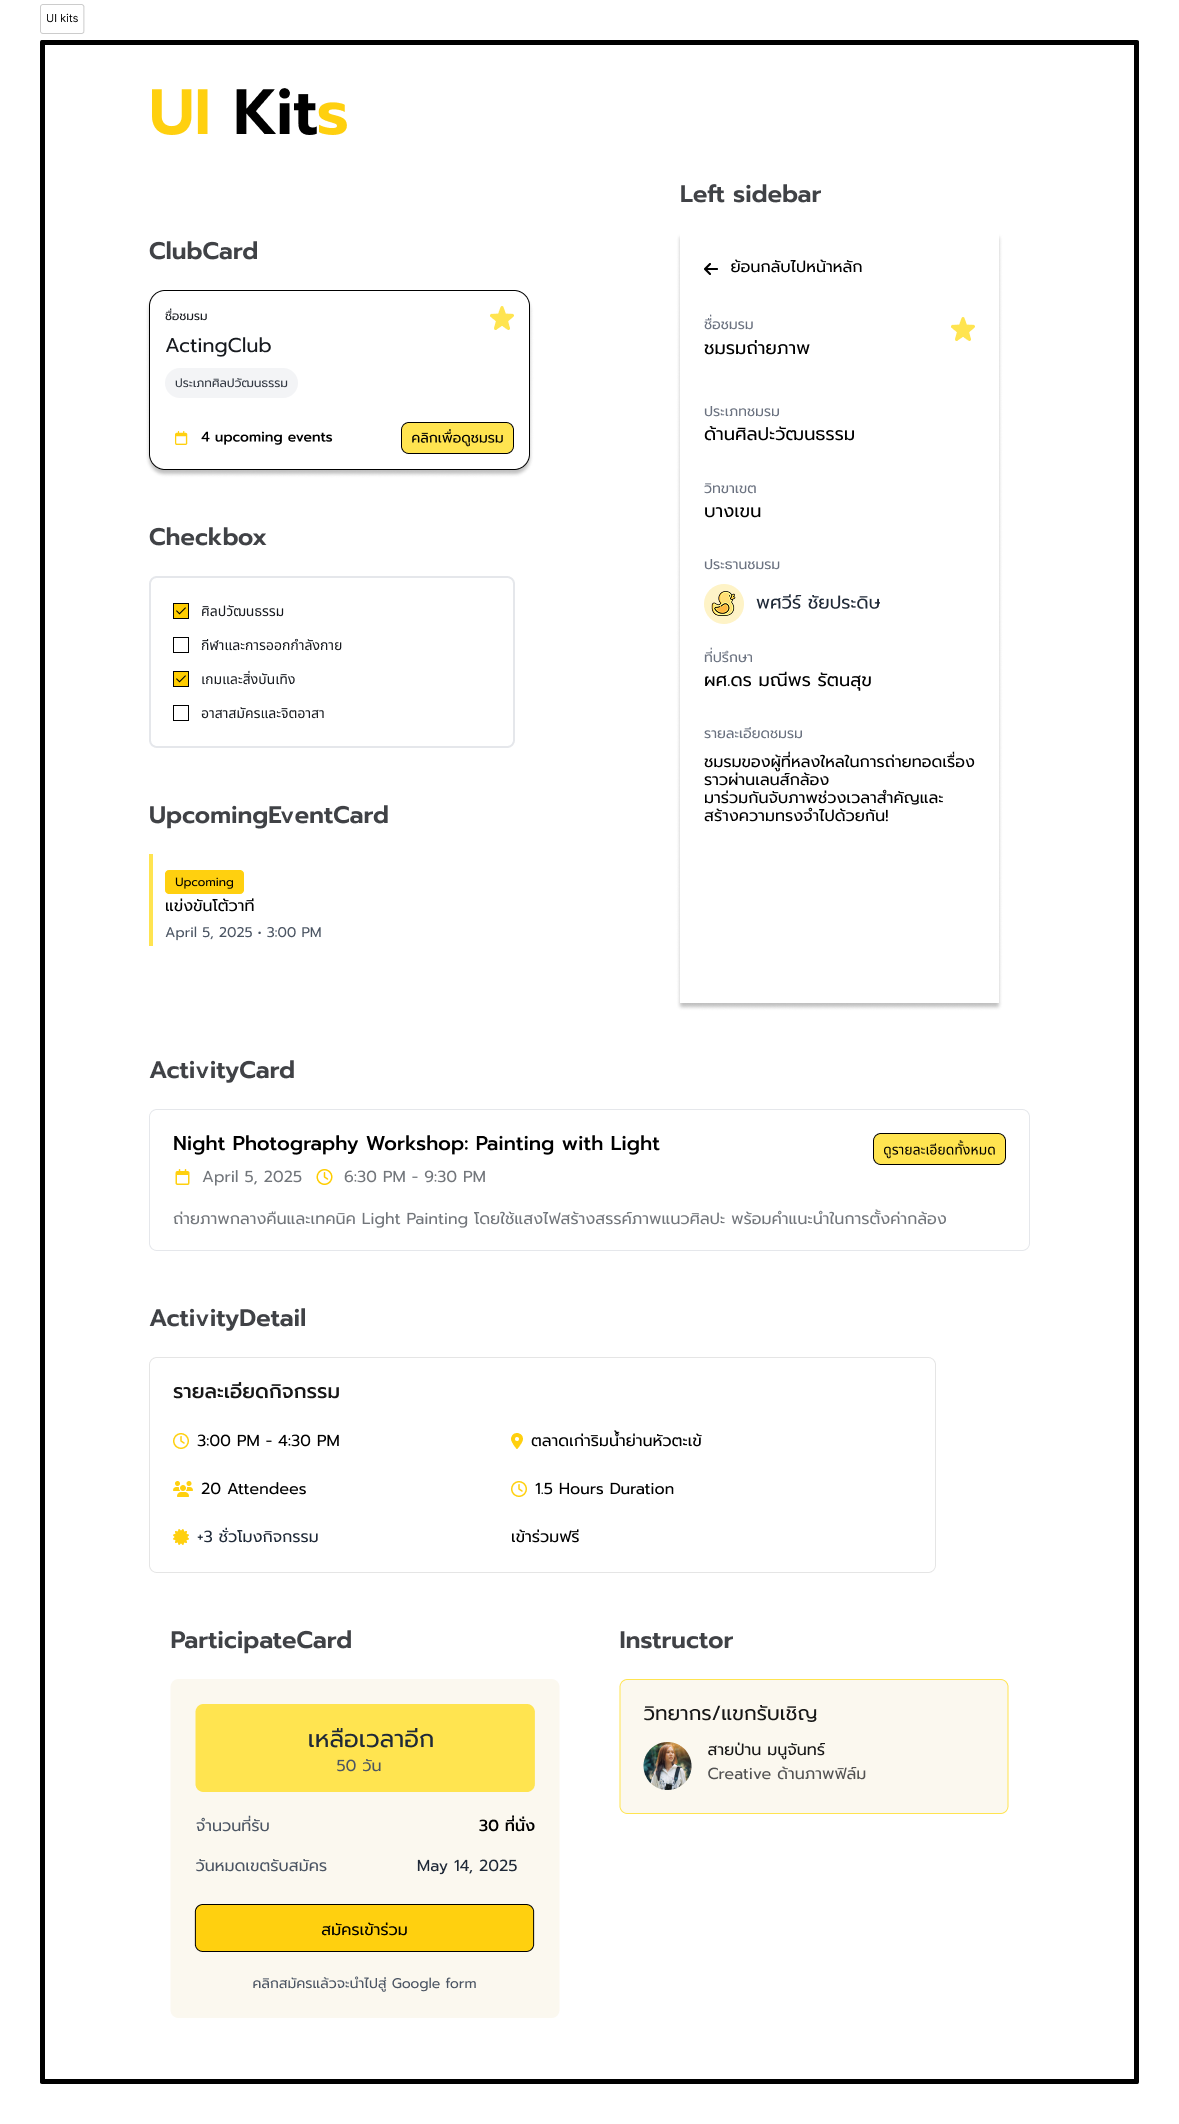 UI kits
UI Kits
ClubCard
ชื่อชมรม
ActingClub
ประเภทศิลปวัฒนธรรม
4 upcoming events
คลิกเพื่อดูชมรม
Checkbox
ศิลปวัฒนธรรม
กีฬาและการออกกำลังกาย
เกมและสิ่งบันเทิง
อาสาสมัครและจิตอาสา
UpcomingEventCard
Upcoming
แข่งขันโต้วาที
April 5, 2025 • 3:00 PM
Left sidebar
ย้อนกลับไปหน้าหลัก
ชื่อชมรม
ชมรมถ่ายภาพ
ประเภทชมรม
ด้านศิลปะวัฒนธรรม
วิทยาเขต
บางเขน
ประธานชมรม
พศวีร์ ชัยประดิษ
ที่ปรึกษา
ผศ.ดร มณีพร รัตนสุข
รายละเอียดชมรม
ชมรมของผู้ที่หลงใหลในการถ่ายทอดเรื่อง
ราวผ่านเลนส์กล้อง
มาร่วมกันจับภาพช่วงเวลาสำคัญและ
สร้างความทรงจำไปด้วยกัน!
ActivityCard
Night Photography Workshop: Painting with Light
ดูรายละเอียดทั้งหมด
April 5, 2025 6:30 PM - 9:30 PM
ถ่ายภาพกลางคืนและเทคนิค Light Painting โดยใช้แสงไฟสร้างสรรค์ภาพแนวศิลปะ พร้อมคำแนะนำในการตั้งค่ากล้อง
ActivityDetail
รายละเอียดกิจกรรม
3:00 PM - 4:30 PM
ตลาดเก่าริมน้ำย่านหัวตะเข้
20 Attendees
1.5 Hours Duration
+3 ชั่วโมงกิจกรรม
เข้าร่วมฟรี
ParticipateCard
เหลือเวลาอีก
50 วัน
จำนวนที่รับ
30 ที่นั่ง
วันหมดเขตรับสมัคร
May 14, 2025
สมัครเข้าร่วม
คลิกสมัครแล้วจะนำไปสู่ Google form
Instructor
วิทยากร/แขกรับเชิญ
สายป่าน มนูจันทร์
Creative ด้านภาพฟิล์ม